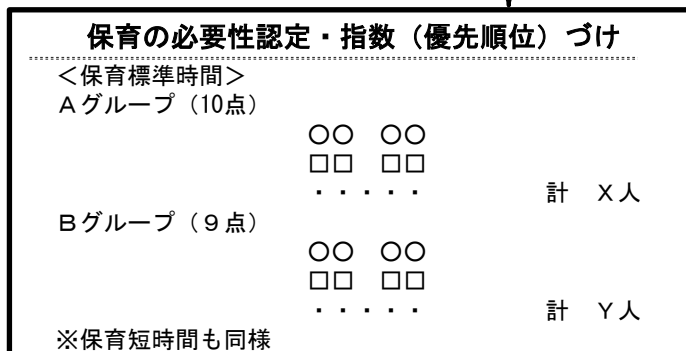 保育の必要性認定・指数（優先順位）づけ
＜保育標準時間＞
Ａグループ（10点）
○○　○○
□□　□□
・・・・・　計　Ｘ人
Ｂグループ（９点）
○○　○○
□□　□□
・・・・・　計　Ｙ人
※保育短時間も同様